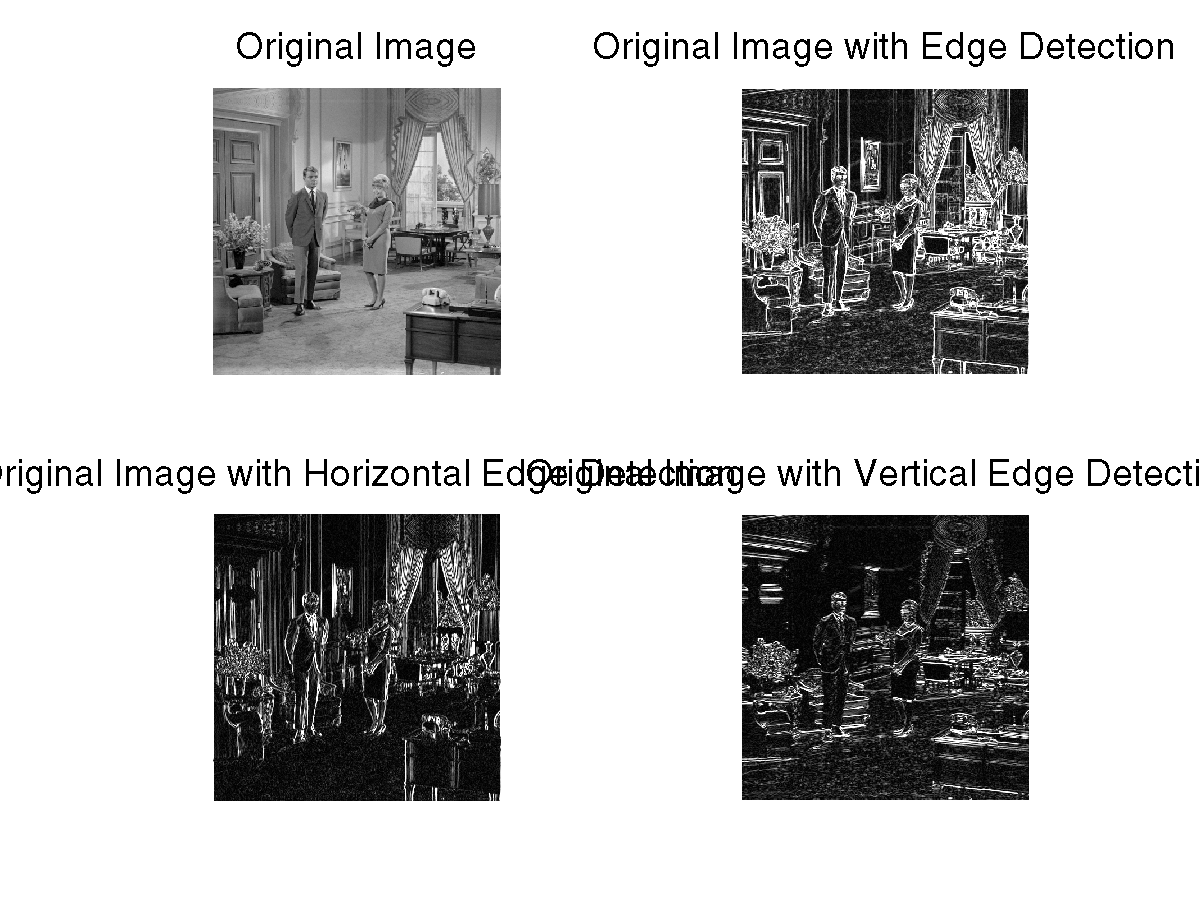 Original Image
Original Image with Edge Detection
riginal Image with Horizontal Edge Detection
Original Image with Vertical Edge Detecti